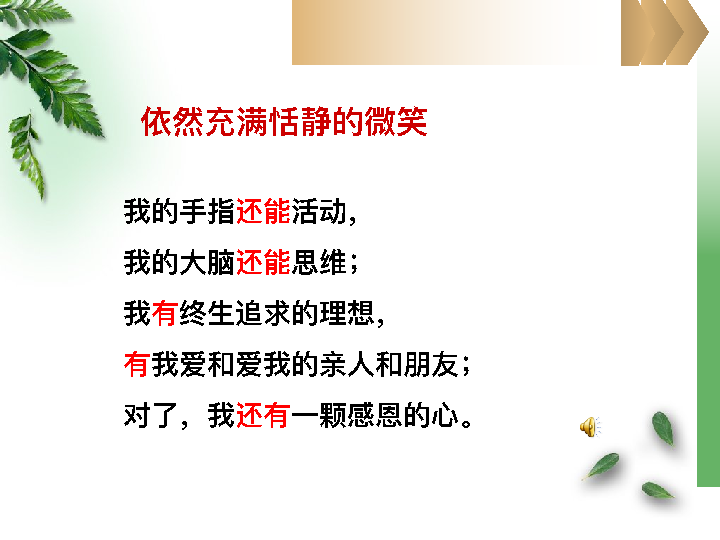 依然充满恬静的微笑
我的手指还能活动，
我的大脑还能思维；
我有终生追求的理想，
有我爱和爱我的亲人和朋友；
对了，我还有一颗感恩的心。